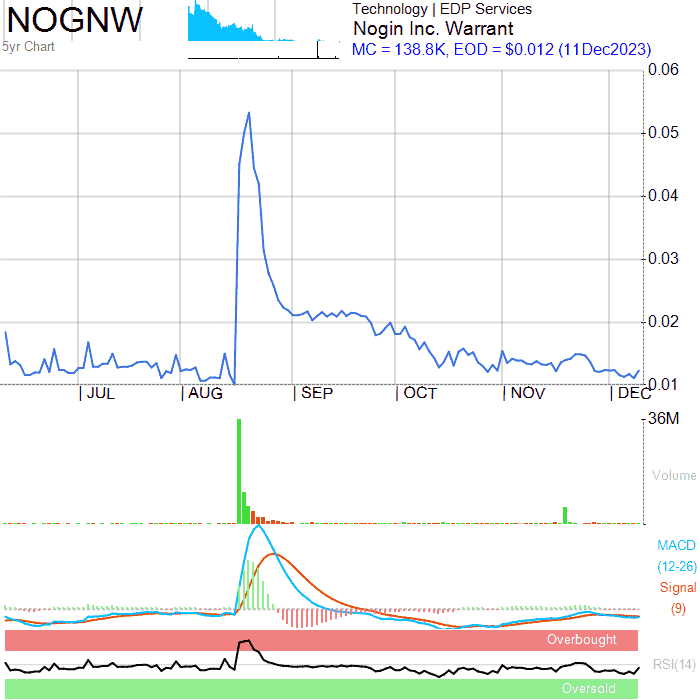 NOGNW
5yr Chart
Technology | EDP Services
Nogin Inc. Warrant
MC = 138.8K, EOD = $0.012 (11Dec2023)
0.06
0.05
0.04
0.03
0.02
0.01
JUL
AUG
SEP
OCT
NOV
DEC
36M
Volume
MACD
(12-26)
Signal
(9)
Overbought
RSI(14)
Oversold